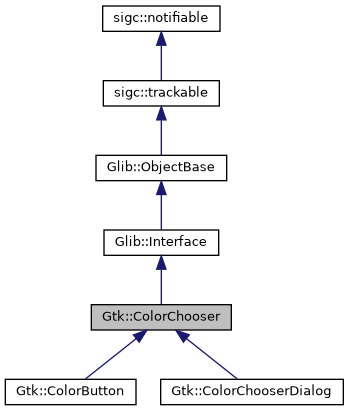 sigc::notifiable
sigc::trackable
Glib::ObjectBase
Glib::Interface
Gtk::ColorChooser
Gtk::ColorButton
Gtk::ColorChooserDialog